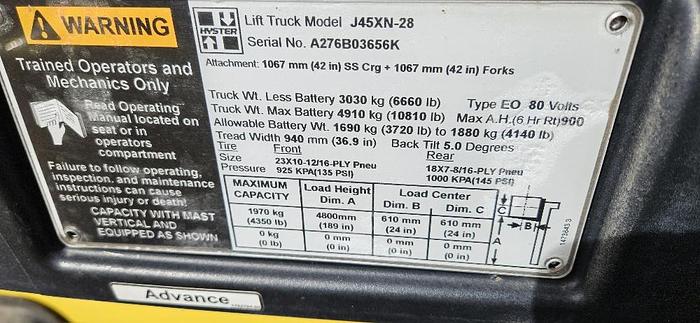 WARNING
Trained Operators and
Mechanics Only
Read Operating
Manual located on
seat or in
operators
compartment
Failure to follow operating,
inspection, and maintenance
instructions can cause
serious injury or death!
CAPACITY WITH MAST
VERTICAL AND
EQUIPPED AS SHOWN
HYSTER
Lift Truck Model J45XN-28
Serial No. A276B03656K
Attachment: 1067 mm (42 in) SS Crg + 1067 mm (42 in) Forks
Truck Wt. Less Battery 3030 kg (6660 lb) Type EO 80 Volts
Truck Wt. Max Battery 4910 kg (10810 lb) Max A.H.(6 Hr Rt)900
Allowable Battery Wt. 1690 kg (3720 lb) to 1880 kg (4140 lb)
Tread Width 940 mm (36.9 in) Back Tilt 5.0 Degrees
Tire Front Rear
Size 23X10-12/16-PLY Pneu 18X7-8/16-PLY Pneu
Pressure 925 KPA(135 PSI) 1000 KPA(145 PSI)
MAXIMUM CAPACITY Load Height Dim. A Load Center Dim. B Dim. C
1970 kg (4350 lb) 4800mm (189 in) 610 mm (24 in) 610 mm (24 in)
0 kg (0 lb) 0 mm (0 in) 0 mm (0 in) 0 mm (0 in)
C
B
A
Advance